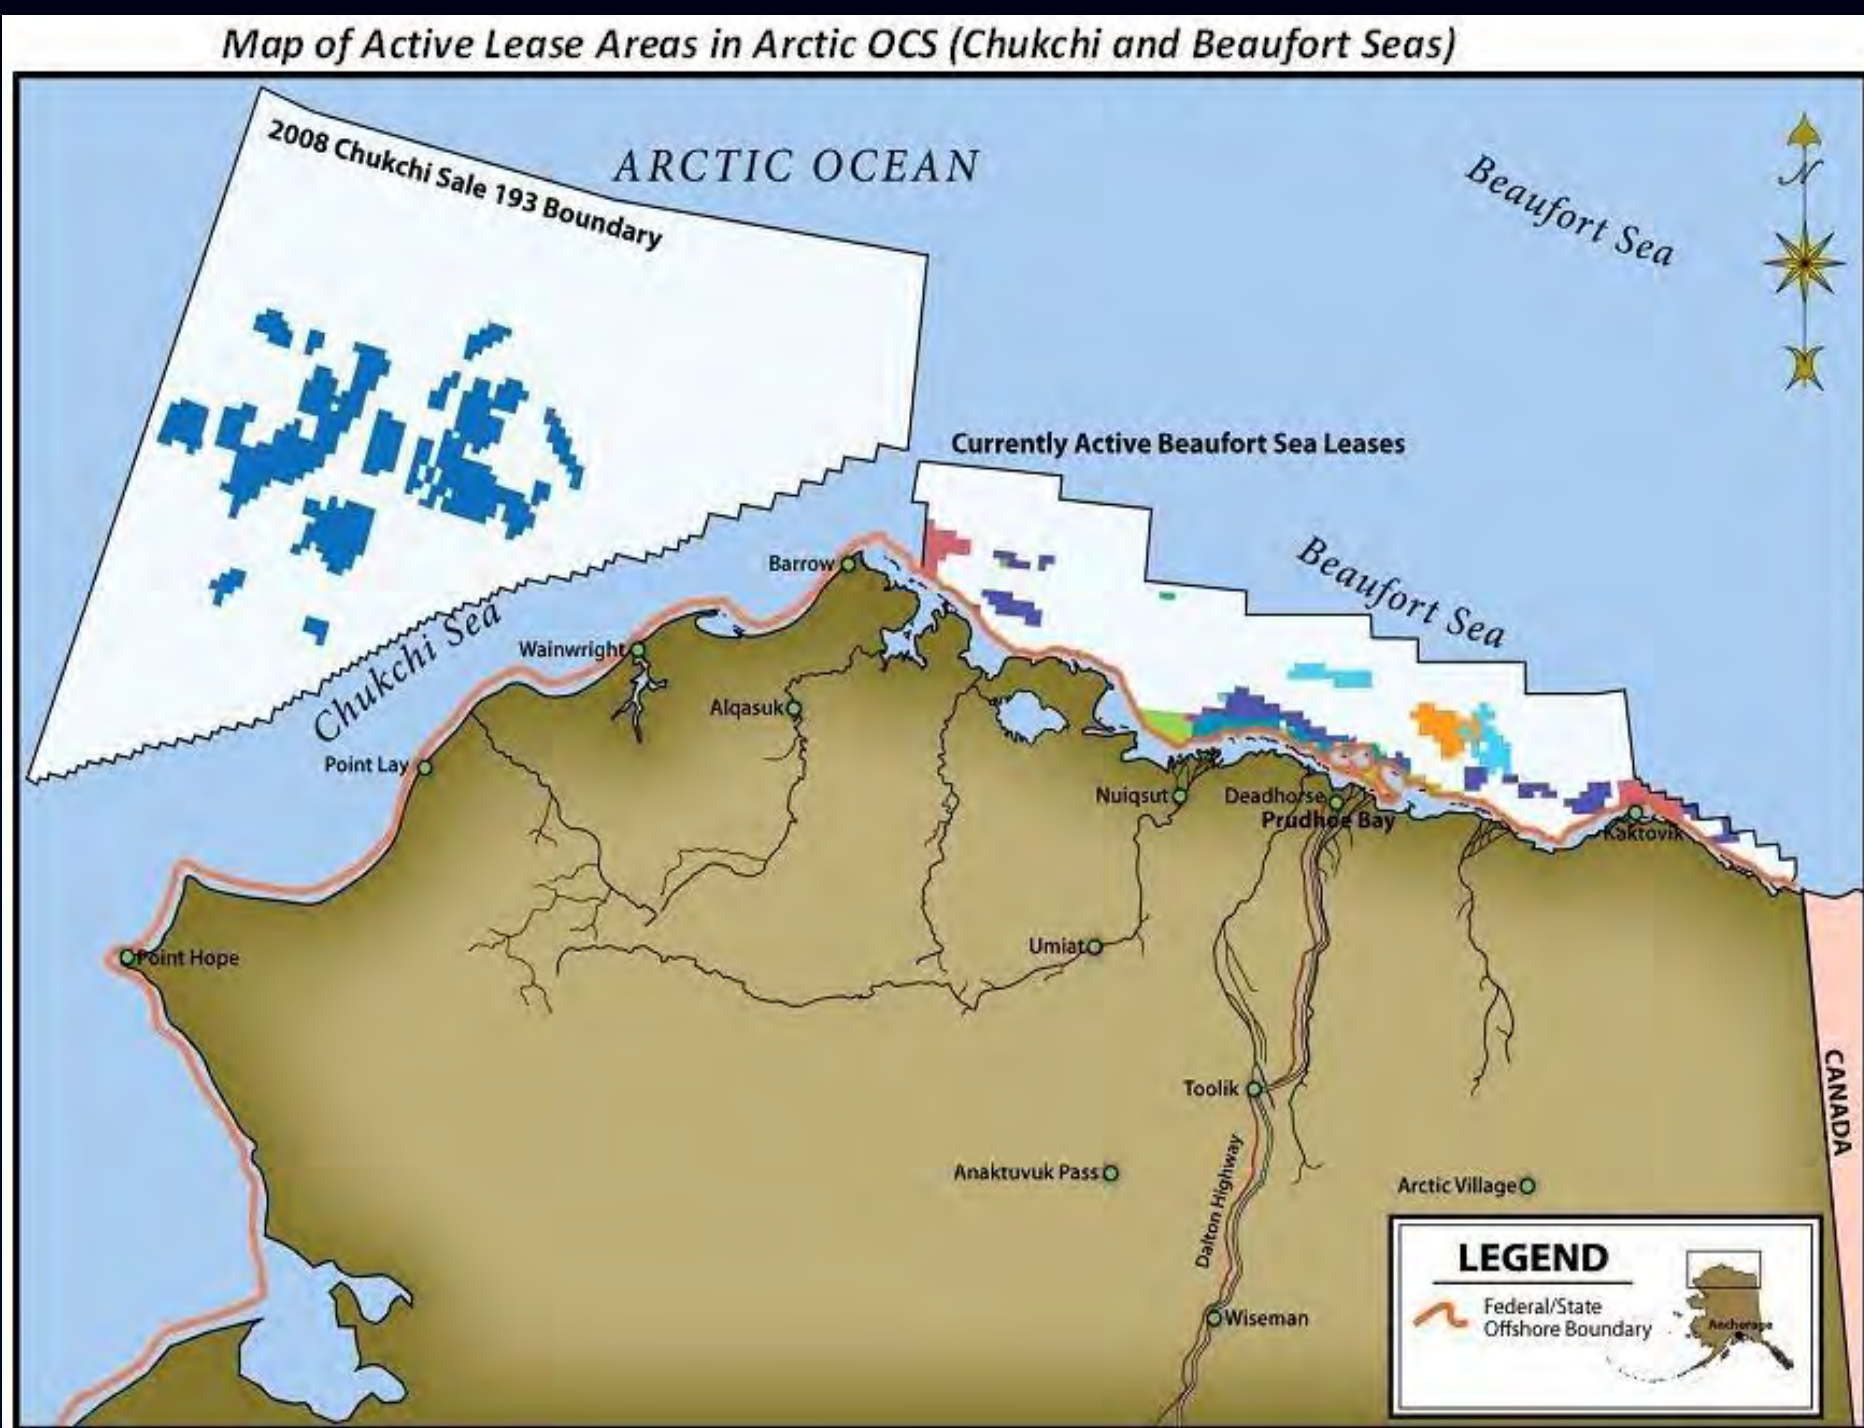 Map of Active Lease Areas in Arctic OCS (Chukchi and Beaufort Seas)
2008 Chukchi Sale 193 Boundary
ARCTIC OCEAN
Beaufort Sea
N
Currently Active Beaufort Sea Leases
Beaufort Sea
Barrow
Chukchi Sea
Wainwright
Alqasuk
Point Lay
Nuiqsut
Deadhorse
Prudhoe Bay
Kaktovik
Point Hope
Umiat
Toolik
CANADA
Anaktuvuk Pass
Dalton Highway
Arctic Village
Wiseman
LEGEND
Federal/State
Offshore Boundary
Anchorage